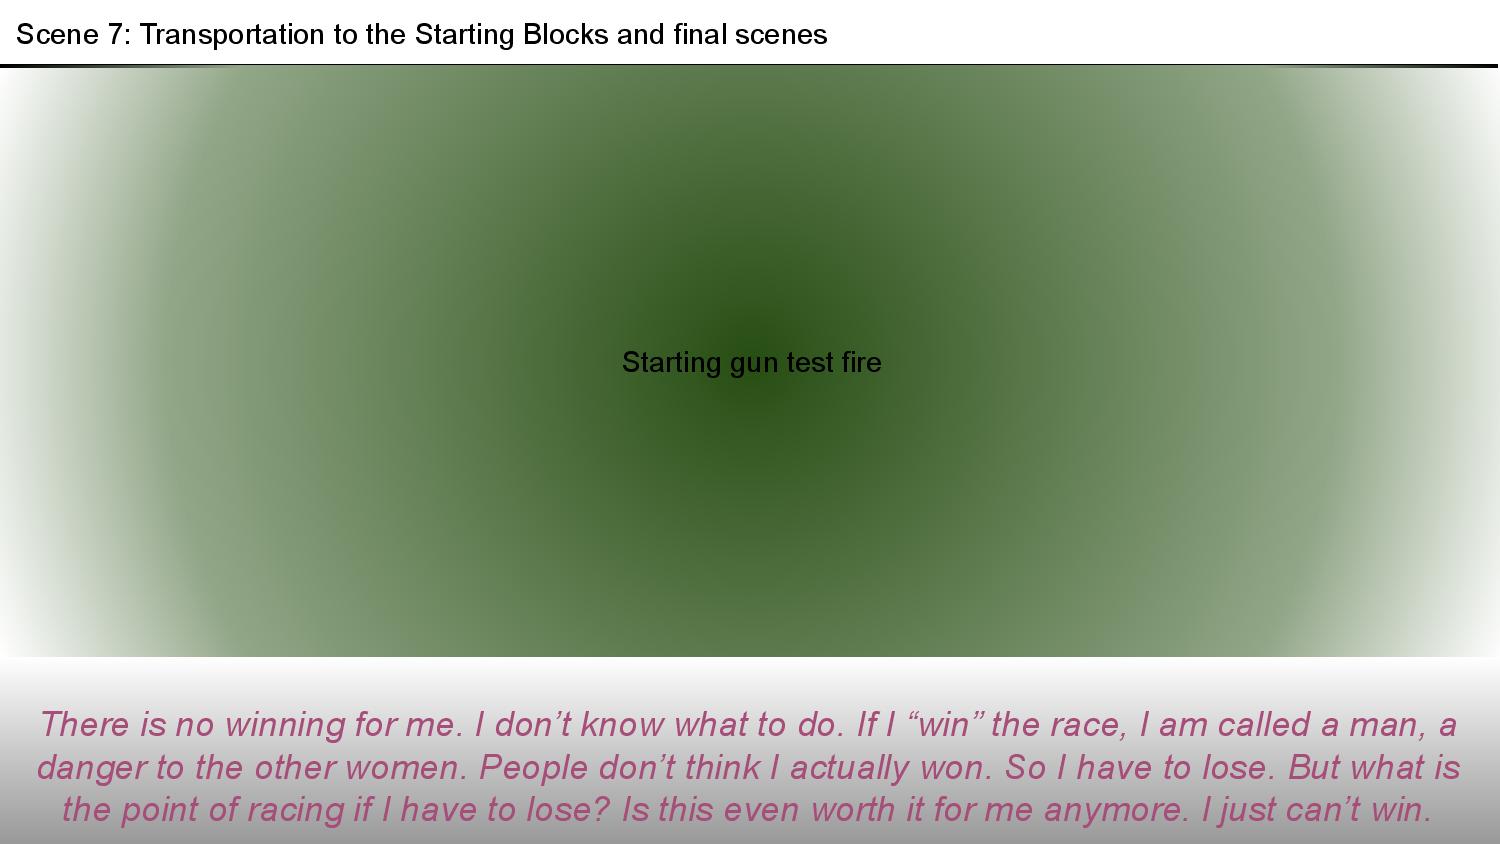 Scene 7: Transportation to the Starting Blocks and final scenes
Starting gun test fire
There is no winning for me. I don’t know what to do. If I “win” the race, I am called a man, a
danger to the other women. People don’t think I actually won. So I have to lose. But what is
the point of racing if I have to lose? Is this even worth it for me anymore. I just can’t win.